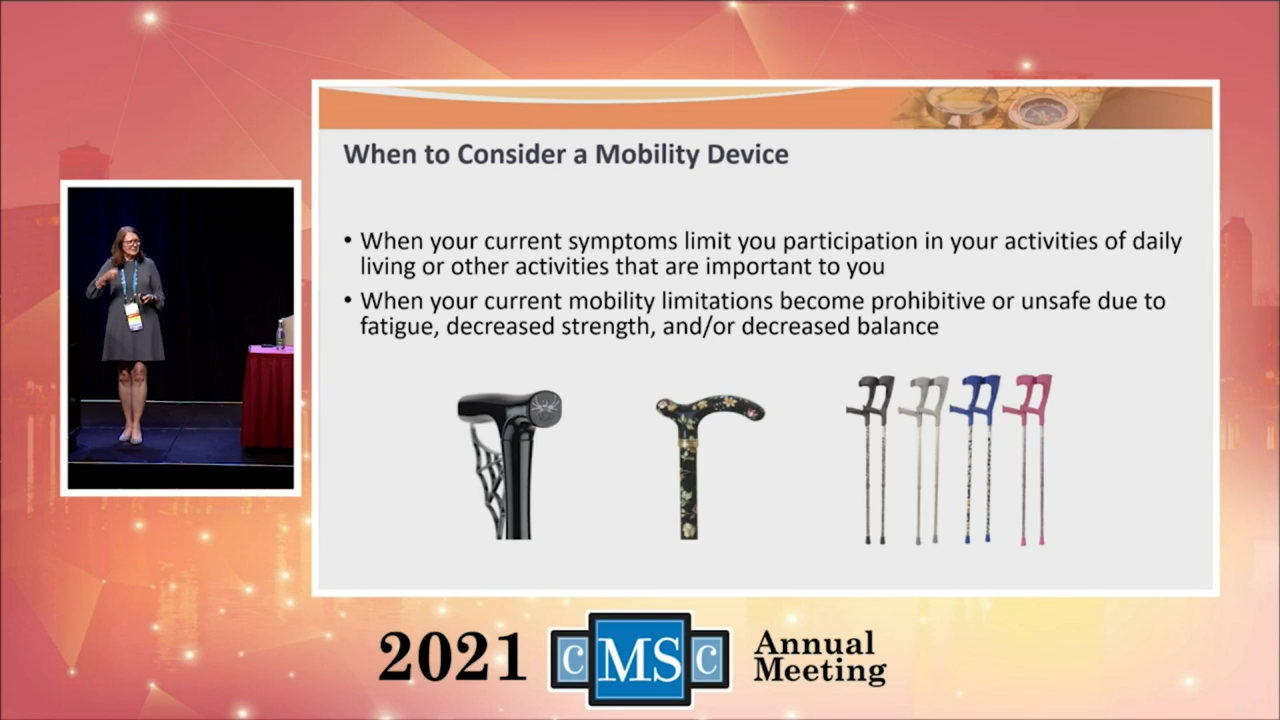 When to Consider a Mobility Device
• When your current symptoms limit you participation in your activities of daily
living or other activities that are important to you
• When your current mobility limitations become prohibitive or unsafe due to
fatigue, decreased strength, and/or decreased balance
2021 CMSC Annual
Meeting